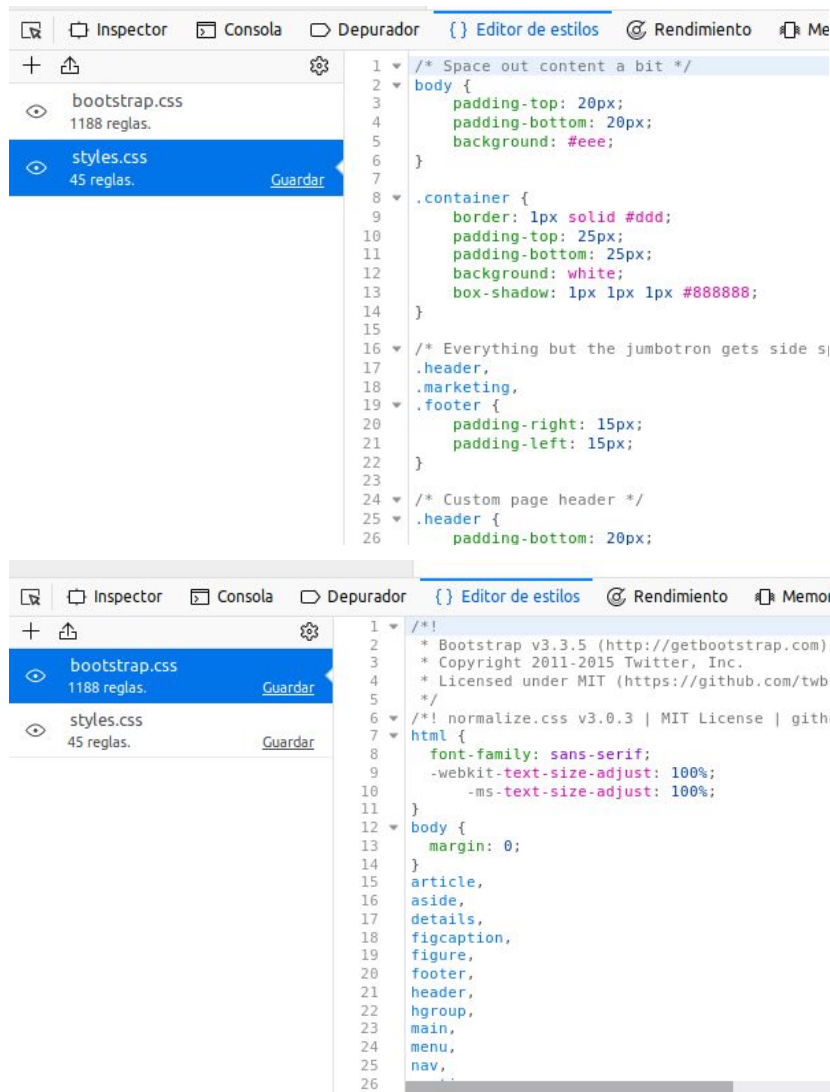 Inspector Consola Depurador {} Editor de estilos Rendimiento Me
bootstrap.css
1188 reglas.
styles.css
45 reglas. Guardar
1 /* Space out content a bit */
2 body {
3 padding-top: 20px;
4 padding-bottom: 20px;
5 background: #eee;
6 }
7
8 .container {
9 border: 1px solid #ddd;
10 padding-top: 25px;
11 padding-bottom: 25px;
12 background: white;
13 box-shadow: 1px 1px 1px #888888;
14 }
15
16 /* Everything but the jumbotron gets side sp
17 .header,
18 .marketing,
19 .footer {
20 padding-right: 15px;
21 padding-left: 15px;
22 }
23
24 /* Custom page header */
25 .header {
26 padding-bottom: 20px;
Inspector Consola Depurador {} Editor de estilos Rendimiento Memor
bootstrap.css
1188 reglas. Guardar
styles.css
45 reglas. Guardar
1 /*!
2 * Bootstrap v3.3.5 (http://getbootstrap.com)
3 * Copyright 2011-2015 Twitter, Inc.
4 * Licensed under MIT (https://github.com/twb
5 */
6 /*! normalize.css v3.0.3 | MIT License | gith
7 html {
8 font-family: sans-serif;
9 -webkit-text-size-adjust: 100%;
10 -ms-text-size-adjust: 100%;
11 }
12 body {
13 margin: 0;
14 }
15 article,
16 aside,
17 details,
18 figcaption,
19 figure,
20 footer,
21 header,
22 hgroup,
23 main,
24 menu,
25 nav,
26